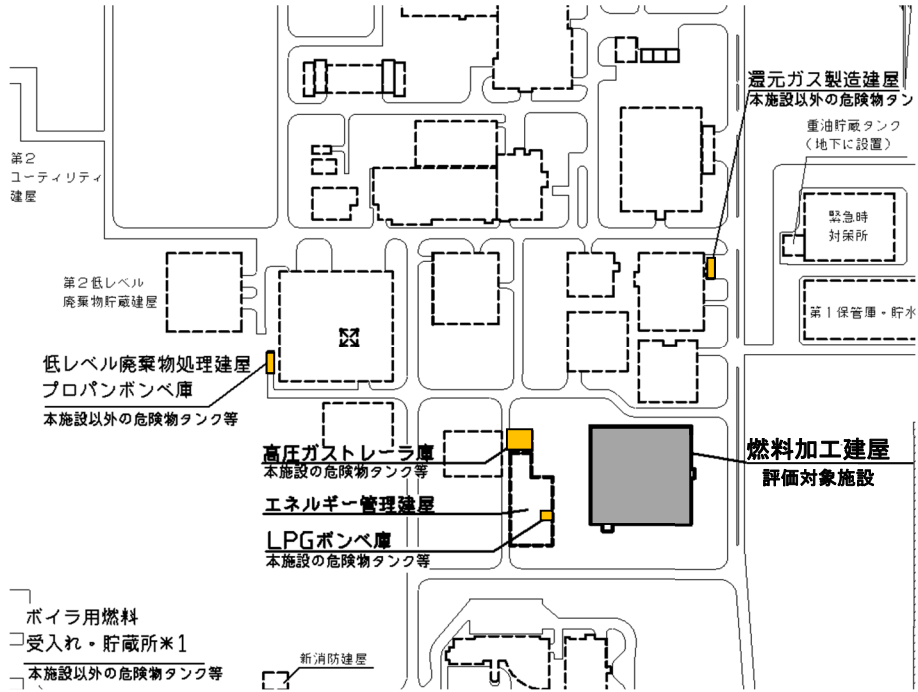 還元ガス製造建屋
本施設以外の危険物タン
重油貯蔵タンク
（地下に設置）
第2
ユーティリティ
建屋
緊急時
対策所
第2低レベル
廃棄物貯蔵建屋
第1保管庫・貯水
低レベル廃棄物処理建屋
プロパンボンベ庫
本施設以外の危険物タンク等
高圧ガストレーラ庫
本施設の危険物タンク等
燃料加工建屋
評価対象施設
エネルギー管理建屋
LPGボンベ庫
本施設の危険物タンク等
ボイラ用燃料
受入れ・貯蔵所※1
本施設以外の危険物タンク等
新消防建屋